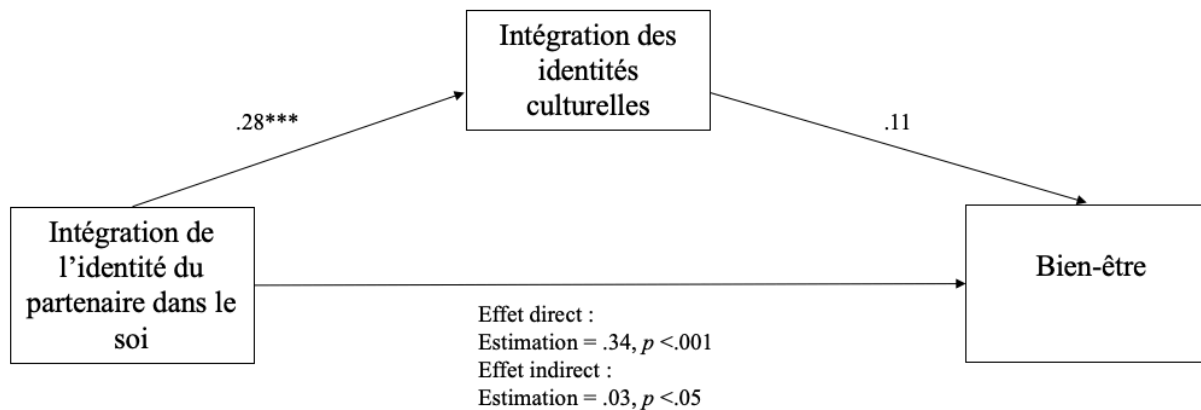 Intégration des
identités
culturelles
.28***
.11
Intégration de
l’identité du
partenaire dans le
soi
Bien-être
Effet direct :
Estimation = .34, p <.001
Effet indirect :
Estimation = .03, p <.05